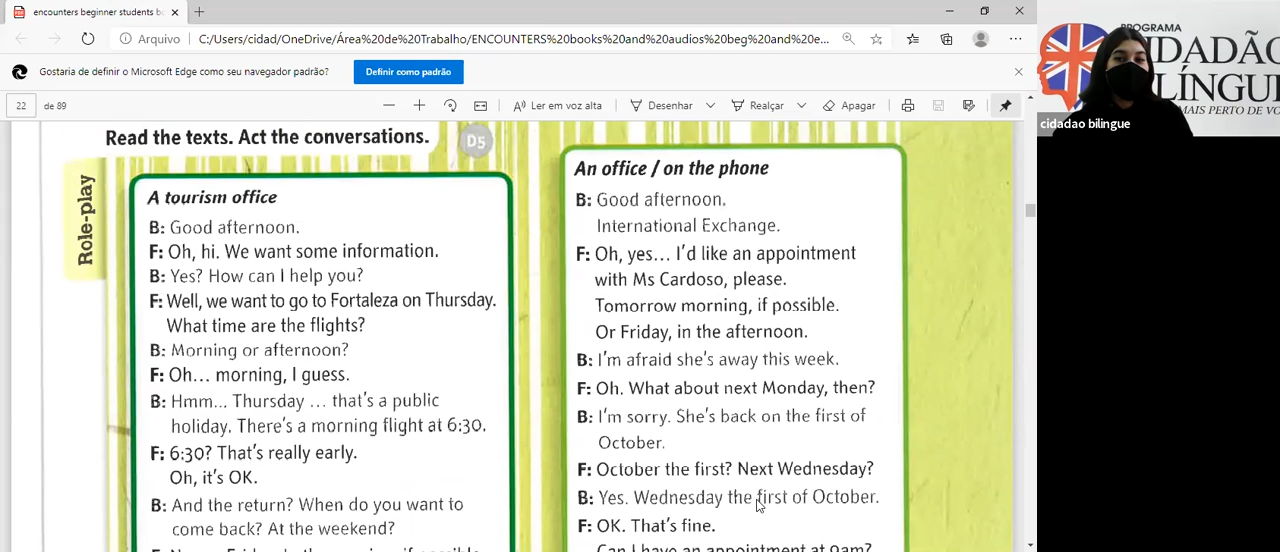 encounters beginner students bo
Arquivo
C:/Users/cidad/OneDrive/Área%20de%20Trabalho/ENCOUNTERS%20books%20and%20audios%20beg%20and%20e...
Gostaria de definir o Microsoft Edge como seu navegador padrão?
Definir como padrão
22
de 89
Ler em voz alta
Desenhar
Realçar
Apagar
PROGRAMA
CIDADÃO
BILÍNGUE
MAIS PERTO DE VO
cidadao bilingue
Read the texts. Act the conversations.
D5
Role-play
A tourism office
B: Good afternoon.
F: Oh, hi. We want some information.
B: Yes? How can I help you?
F: Well, we want to go to Fortaleza on Thursday.
What time are the flights?
B: Morning or afternoon?
F: Oh... morning, I guess.
B: Hmm... Thursday ... that's a public
holiday. There's a morning flight at 6:30.
F: 6:30? That's really early.
Oh, it's OK.
B: And the return? When do you want to
come back? At the weekend?
An office / on the phone
B: Good afternoon.
International Exchange.
F: Oh, yes... I'd like an appointment
with Ms Cardoso, please.
Tomorrow morning, if possible.
Or Friday, in the afternoon.
B: I'm afraid she's away this week.
F: Oh. What about next Monday, then?
B: I'm sorry. She's back on the first of
October.
F: October the first? Next Wednesday?
B: Yes. Wednesday the first of October.
F: OK. That's fine.
Can I have an appointment at 9am?